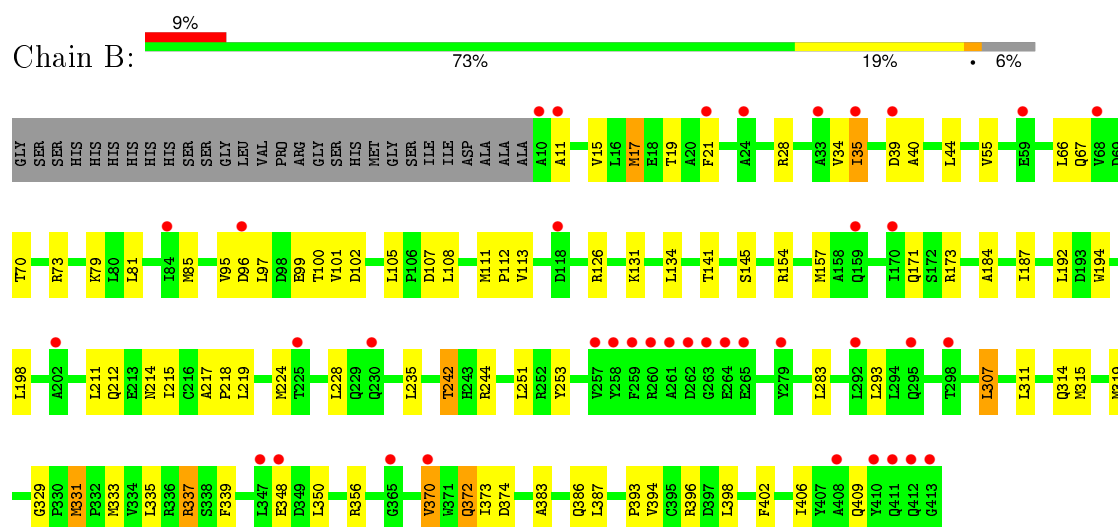 9%
Chain B:
73% 19% • 6%
GLY SER SER HIS HIS HIS HIS HIS HIS SER SER GLY LEU VAL PRO ARG GLY SER HIS MET GLY SER ILE ILE ASP ALA ALA ALA A10 A11 V15 L16 M17 E18 T19 A20 F21 A24 R28 A33 V34 I35 D39 A40 L44 V55 E59 L66 Q67 V68 D69
T70 R73 K79 L80 L81 I84 M85 V95 D96 L97 D98 E99 T100 V101 D102 L105 P106 D107 L108 M111 P112 V113 D118 R126 K131 L134 T141 S145 R154 M157 A158 Q159 I170 Q171 S172 R173 A184 I187 L192 D193 W194
L198 A202 L211 Q212 E213 N214 I215 C216 A217 P218 L219 M224 T225 L228 Q229 Q230 L235 T242 H243 R244 L251 R252 Y253 V257 Y258 F259 R260 A261 D262 G263 E264 E265 Y279 L283 L292 L293 L294 Q295 T298 L307 L311 Q314 M315 M319
G329 P330 M331 P332 M333 V334 L335 R336 R337 S338 F339 L347 E348 D349 L350 R356 G365 V370 W371 Q372 I373 D374 A383 Q386 L387 P393 V394 C395 R396 D397 L398 F402 I406 Y407 A408 Q409 Y410 Q411 Q412 G413